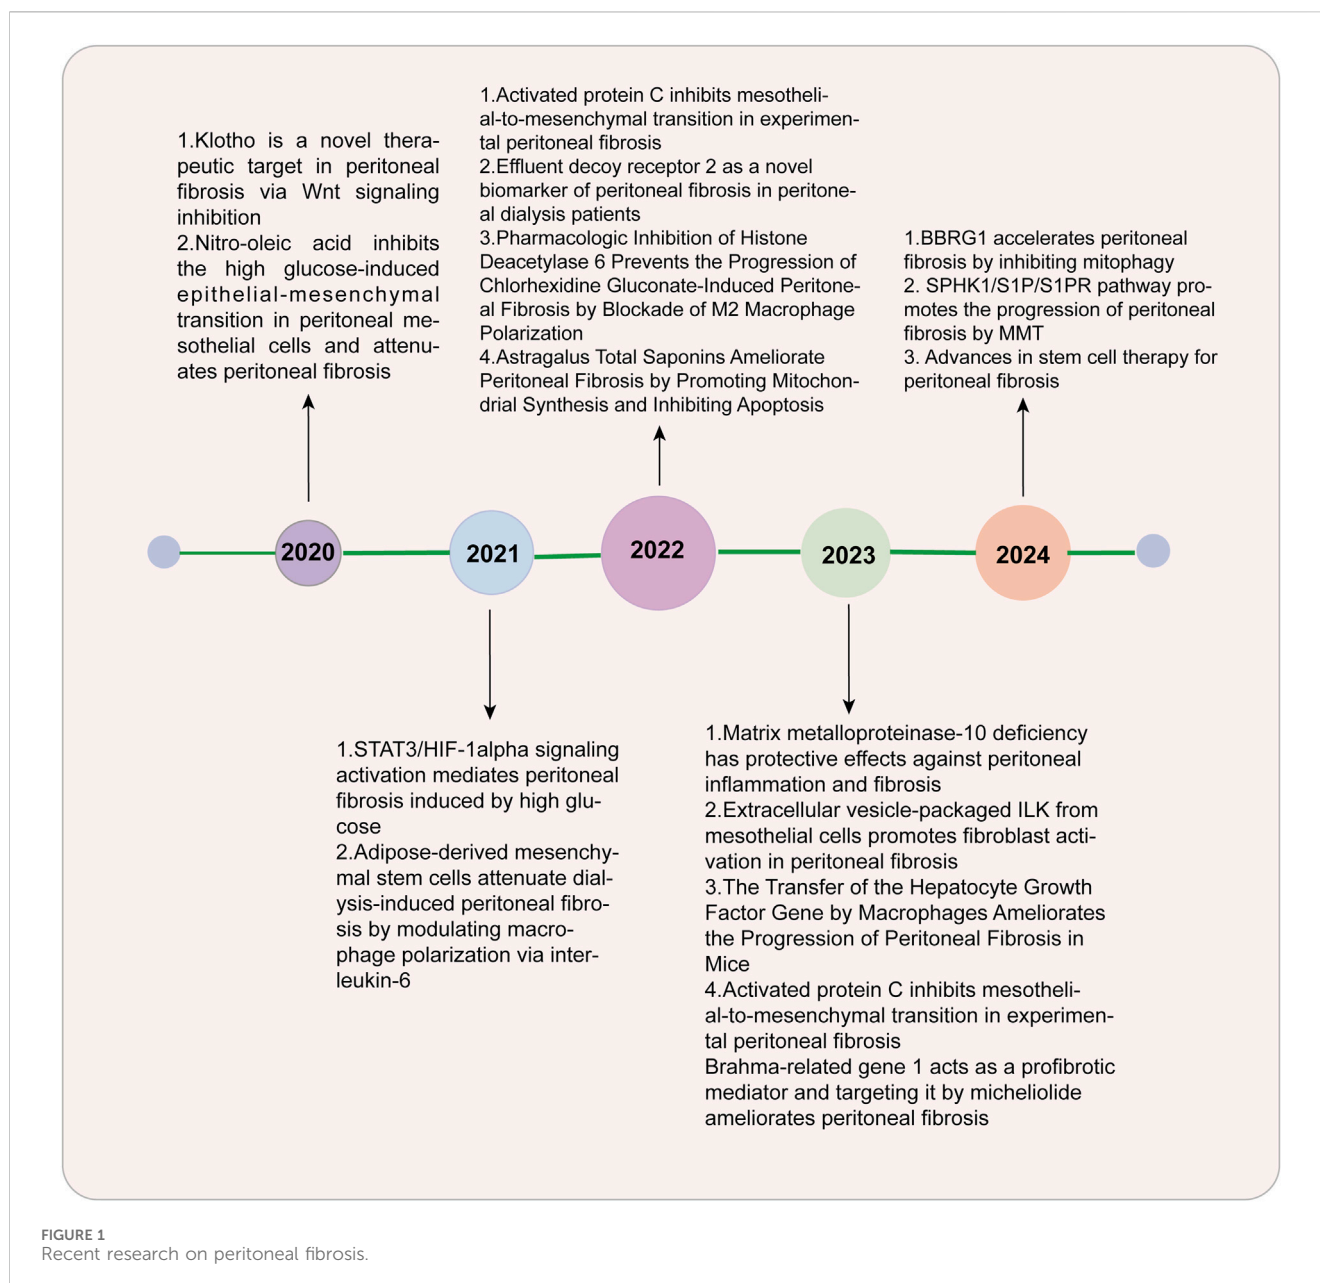 1.Klotho is a novel thera-
peutic target in peritoneal
fibrosis via Wnt signaling
inhibition
2.Nitro-oleic acid inhibits
the high glucose-induced
epithelial-mesenchymal
transition in peritoneal me-
sothelial cells and attenu-
ates peritoneal fibrosis
1.Activated protein C inhibits mesotheli-
al-to-mesenchymal transition in experimen-
tal peritoneal fibrosis
2.Effluent decoy receptor 2 as a novel
biomarker of peritoneal fibrosis in peritone-
al dialysis patients
3.Pharmacologic Inhibition of Histone
Deacetylase 6 Prevents the Progression of
Chlorhexidine Gluconate-Induced Peritone-
al Fibrosis by Blockade of M2 Macrophage
Polarization
4.Astragalus Total Saponins Ameliorate
Peritoneal Fibrosis by Promoting Mitochon-
drial Synthesis and Inhibiting Apoptosis
1.BBRG1 accelerates peritoneal
fibrosis by inhibiting mitophagy
2. SPHK1/S1P/S1PR pathway pro-
motes the progression of peritoneal
fibrosis by MMT
3. Advances in stem cell therapy for
peritoneal fibrosis
2020
2021
2022
2023
2024
1.STAT3/HIF-1alpha signaling
activation mediates peritoneal
fibrosis induced by high glu-
cose
2.Adipose-derived mesenchy-
mal stem cells attenuate dial-
ysis-induced peritoneal fibro-
sis by modulating macro-
phage polarization via inter-
leukin-6
1.Matrix metalloproteinase-10 deficiency
has protective effects against peritoneal
inflammation and fibrosis
2.Extracellular vesicle-packaged ILK from
mesothelial cells promotes fibroblast acti-
vation in peritoneal fibrosis
3.The Transfer of the Hepatocyte Growth
Factor Gene by Macrophages Ameliorates
the Progression of Peritoneal Fibrosis in
Mice
4.Activated protein C inhibits mesotheli-
al-to-mesenchymal transition in experimen-
tal peritoneal fibrosis
Brahma-related gene 1 acts as a profibrotic
mediator and targeting it by micheliolide
ameliorates peritoneal fibrosis
FIGURE 1
Recent research on peritoneal fibrosis.